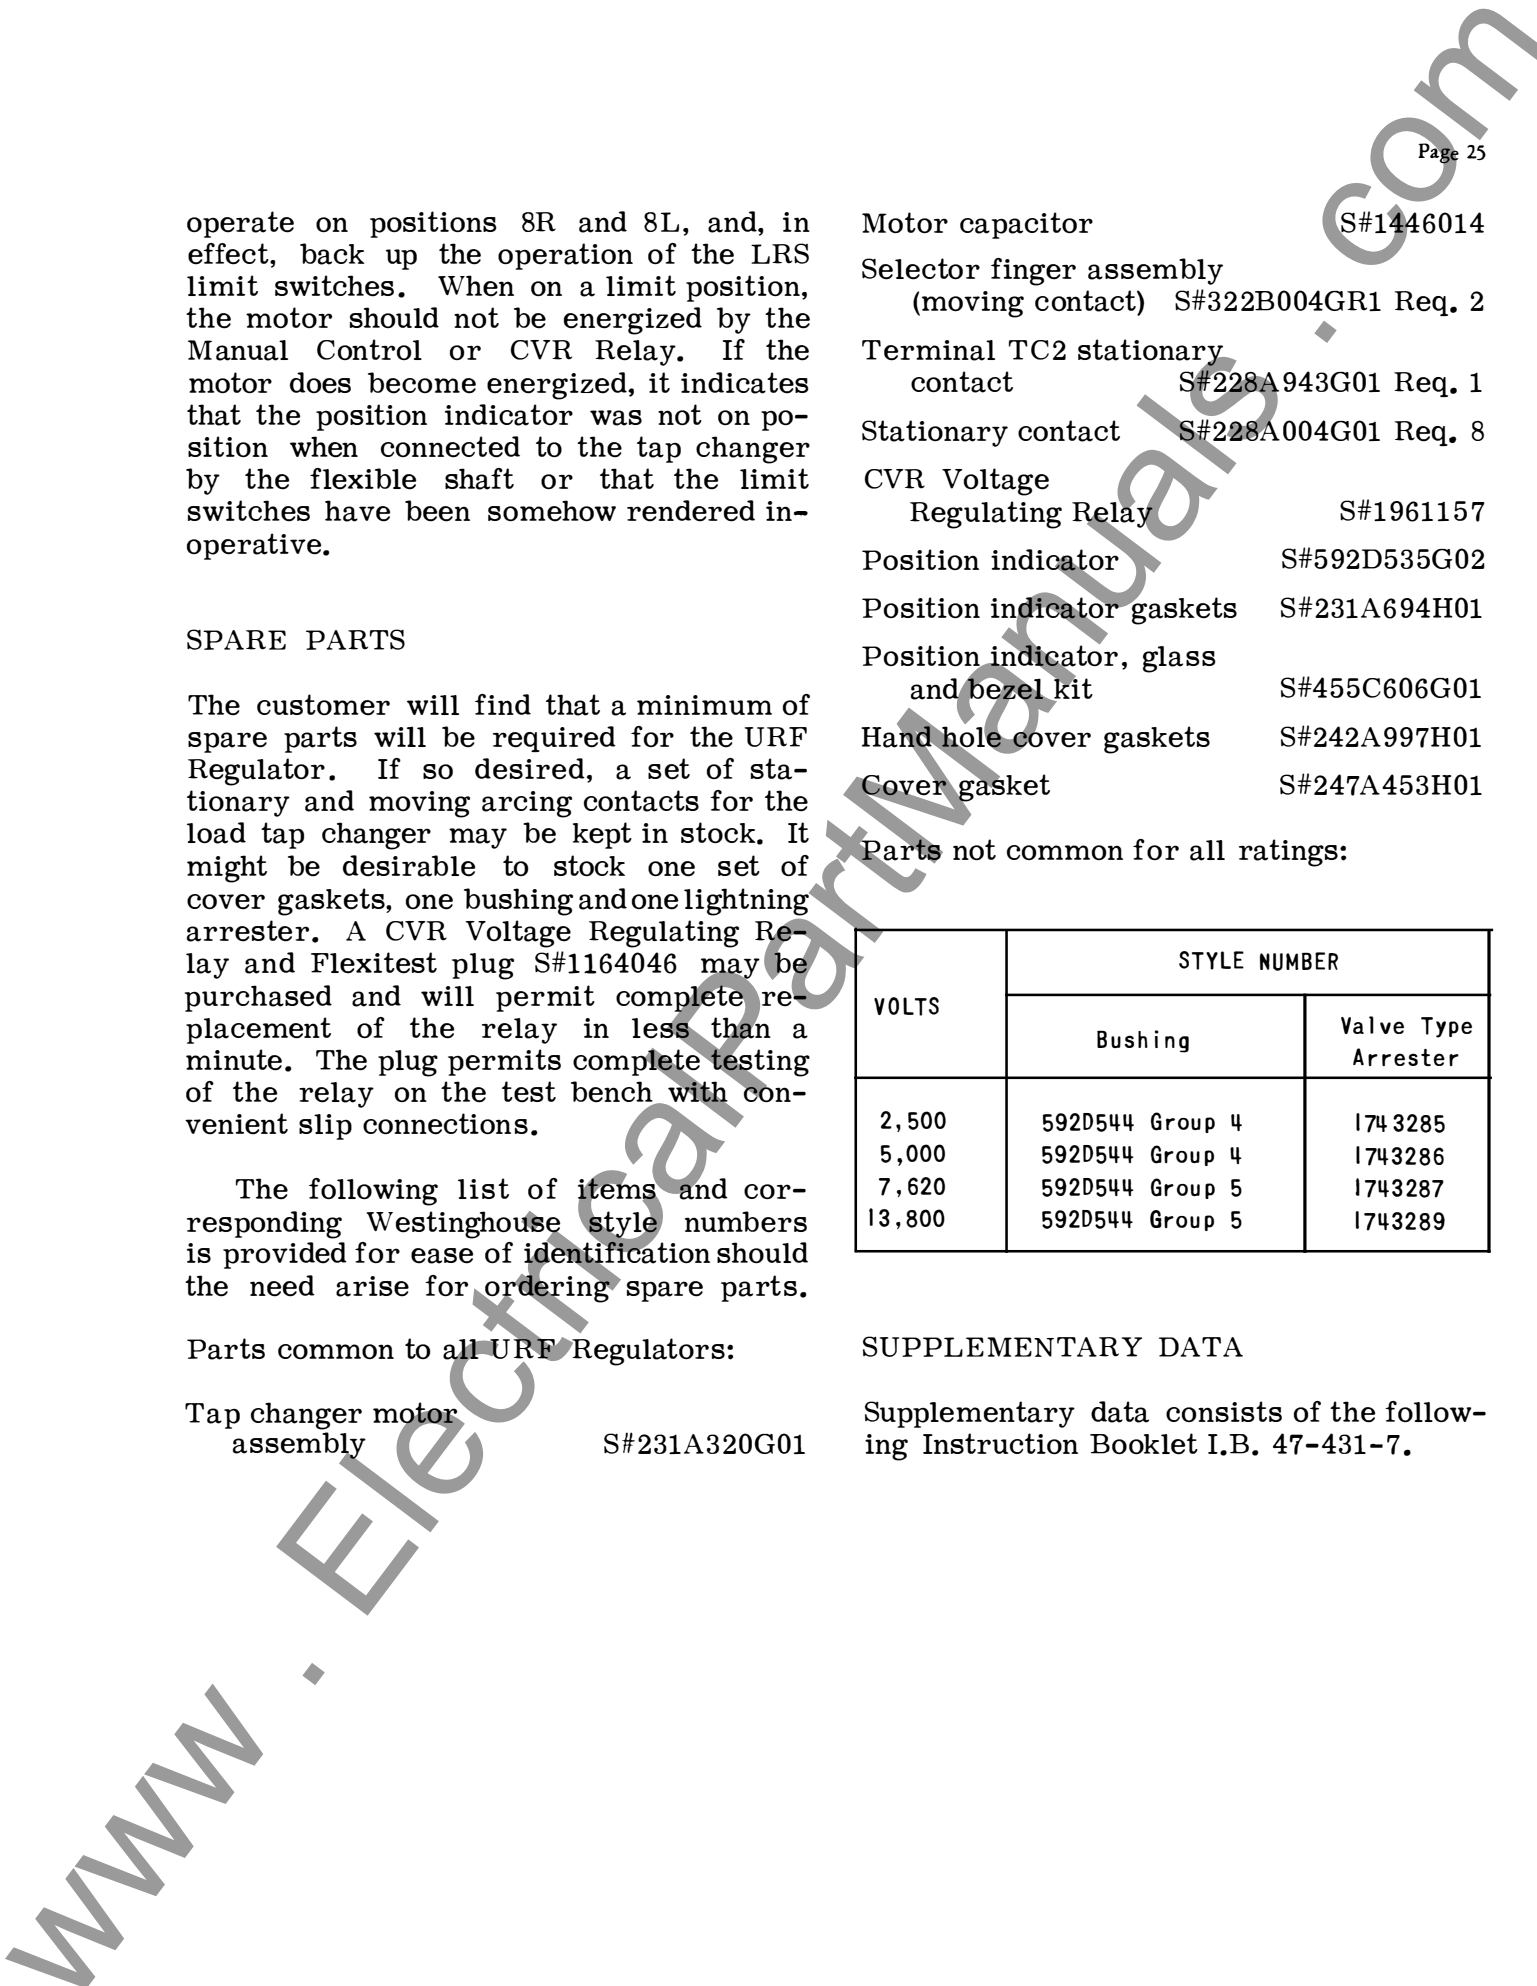 Page 25
operate on positions 8R and 8L, and, in
effect, back up the operation of the LRS
limit switches. When on a limit position,
the motor should not be energized by the
Manual Control or CVR Relay. If the
motor does become energized, it indicates
that the position indicator was not on po-
sition when connected to the tap changer
by the flexible shaft or that the limit
switches have been somehow rendered in-
operative.
SPARE PARTS
The customer will find that a minimum of
spare parts will be required for the URF
Regulator. If so desired, a set of sta-
tionary and moving arcing contacts for the
load tap changer may be kept in stock. It
might be desirable to stock one set of
cover gaskets, one bushing and one lightning
arrester. A CVR Voltage Regulating Re-
lay and Flexitest plug S#1164046 may be
purchased and will permit complete re-
placement of the relay in less than a
minute. The plug permits complete testing
of the relay on the test bench with con-
venient slip connections.
The following list of items and cor-
responding Westinghouse style numbers
is provided for ease of identification should
the need arise for ordering spare parts.
Parts common to all URF Regulators:
Tap changer motor
assembly S#231A320G01
Motor capacitor S#1446014
Selector finger assembly
(moving contact) S#322B004GR1 Req. 2
Terminal TC2 stationary
contact S#228A943G01 Req. 1
Stationary contact S#228A004G01 Req. 8
CVR Voltage
Regulating Relay S#1961157
Position indicator S#592D535G02
Position indicator gaskets S#231A694H01
Position indicator, glass
and bezel kit S#455C606G01
Hand hole cover gaskets S#242A997H01
Cover gasket S#247A453H01
Parts not common for all ratings:
STYLE NUMBER
VOLTS
Bushing
Valve Type
Arrester
2,500 592D544 Group 4 1743285
5,000 592D544 Group 4 1743286
7,620 592D544 Group 5 1743287
13,800 592D544 Group 5 1743289
SUPPLEMENTARY DATA
Supplementary data consists of the follow-
ing Instruction Booklet I.B. 47-431-7.
www . ElectricalPartManuals . com